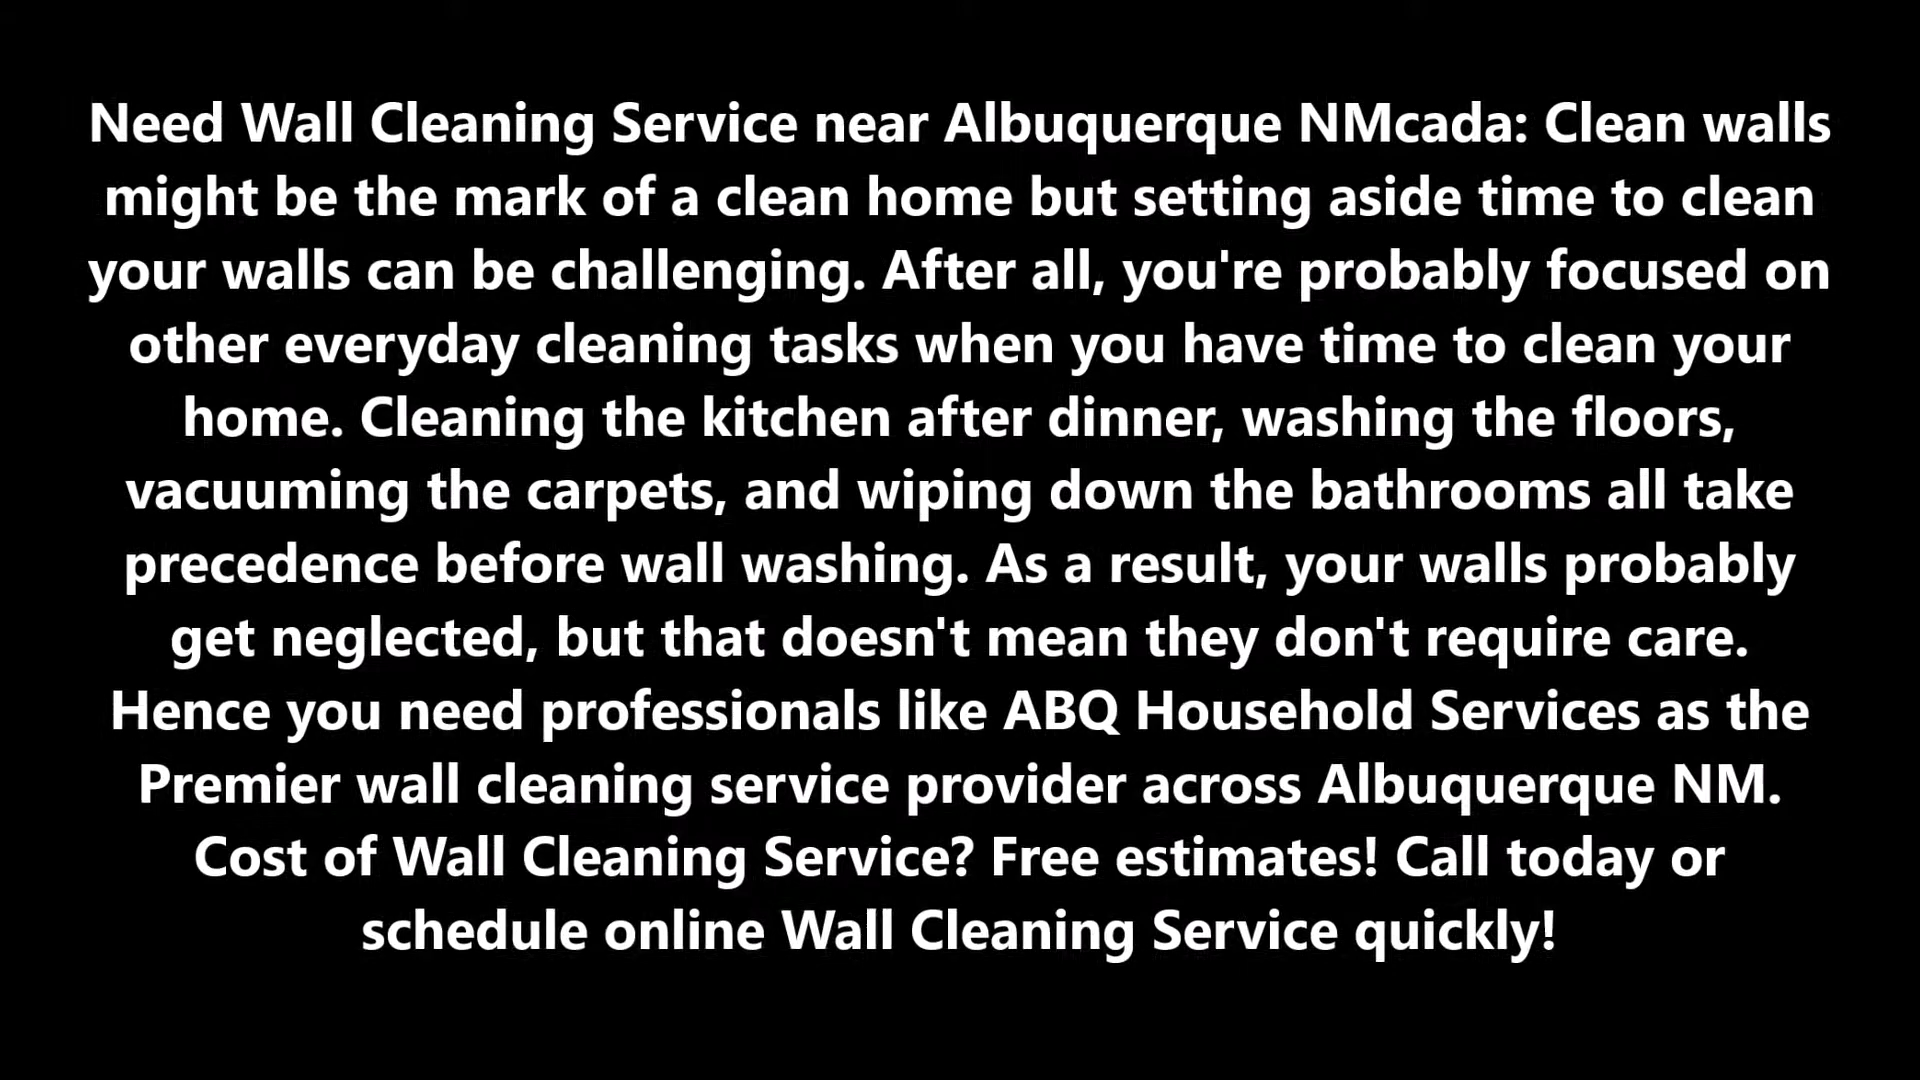 Need Wall Cleaning Service near Albuquerque NMcada: Clean walls
might be the mark of a clean home but setting aside time to clean
your walls can be challenging. After all, you're probably focused on
other everyday cleaning tasks when you have time to clean your
home. Cleaning the kitchen after dinner, washing the floors,
vacuuming the carpets, and wiping down the bathrooms all take
precedence before wall washing. As a result, your walls probably
get neglected, but that doesn't mean they don't require care.
Hence you need professionals like ABQ Household Services as the
Premier wall cleaning service provider across Albuquerque NM.
Cost of Wall Cleaning Service? Free estimates! Call today or
schedule online Wall Cleaning Service quickly!